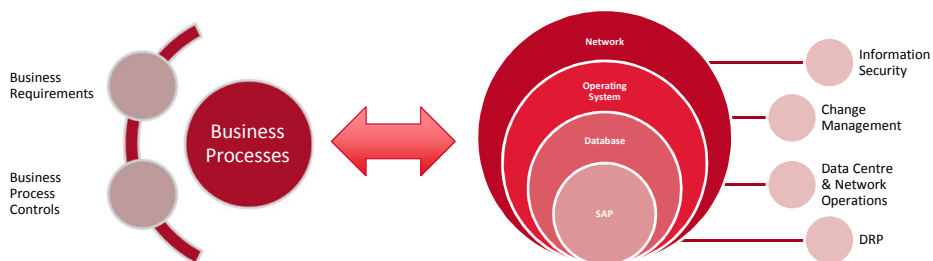 Business
Requirements
Business
Process
Controls
Business
Processes
Network
Operating
System
Database
SAP
Information
Security
Change
Management
Data Centre
& Network
Operations
DRP